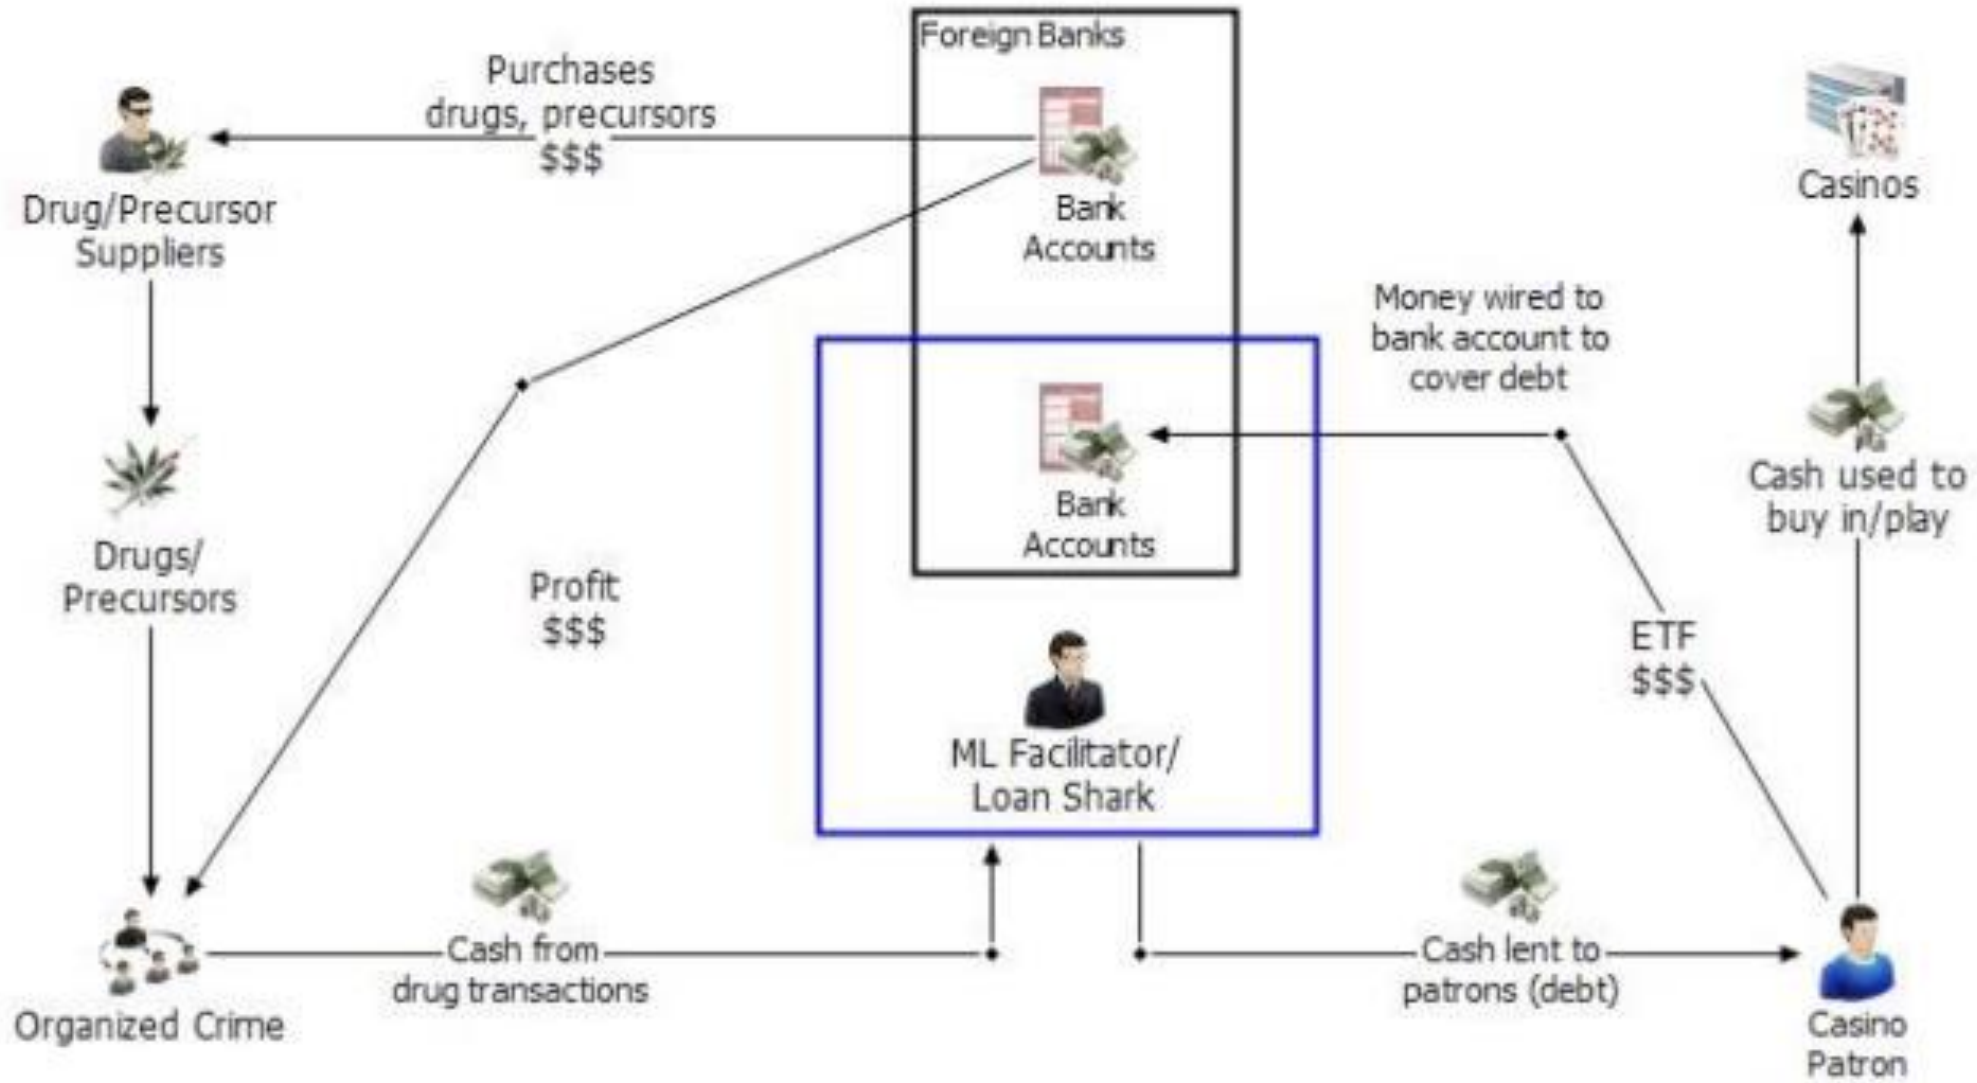 Foreign Banks
Purchases
drugs, precursors
$$$
Drug/Precursor
Suppliers
Bank
Accounts
Casinos
Money wired to
bank account to
cover debt
Bank
Accounts
Cash used to
buy in/play
Drugs/
Precursors
Profit
$$$
ETF
$$$
ML Facilitator/
Loan Shark
Cash from
drug transactions
Cash lent to
patrons (debt)
Organized Crime
Casino
Patron